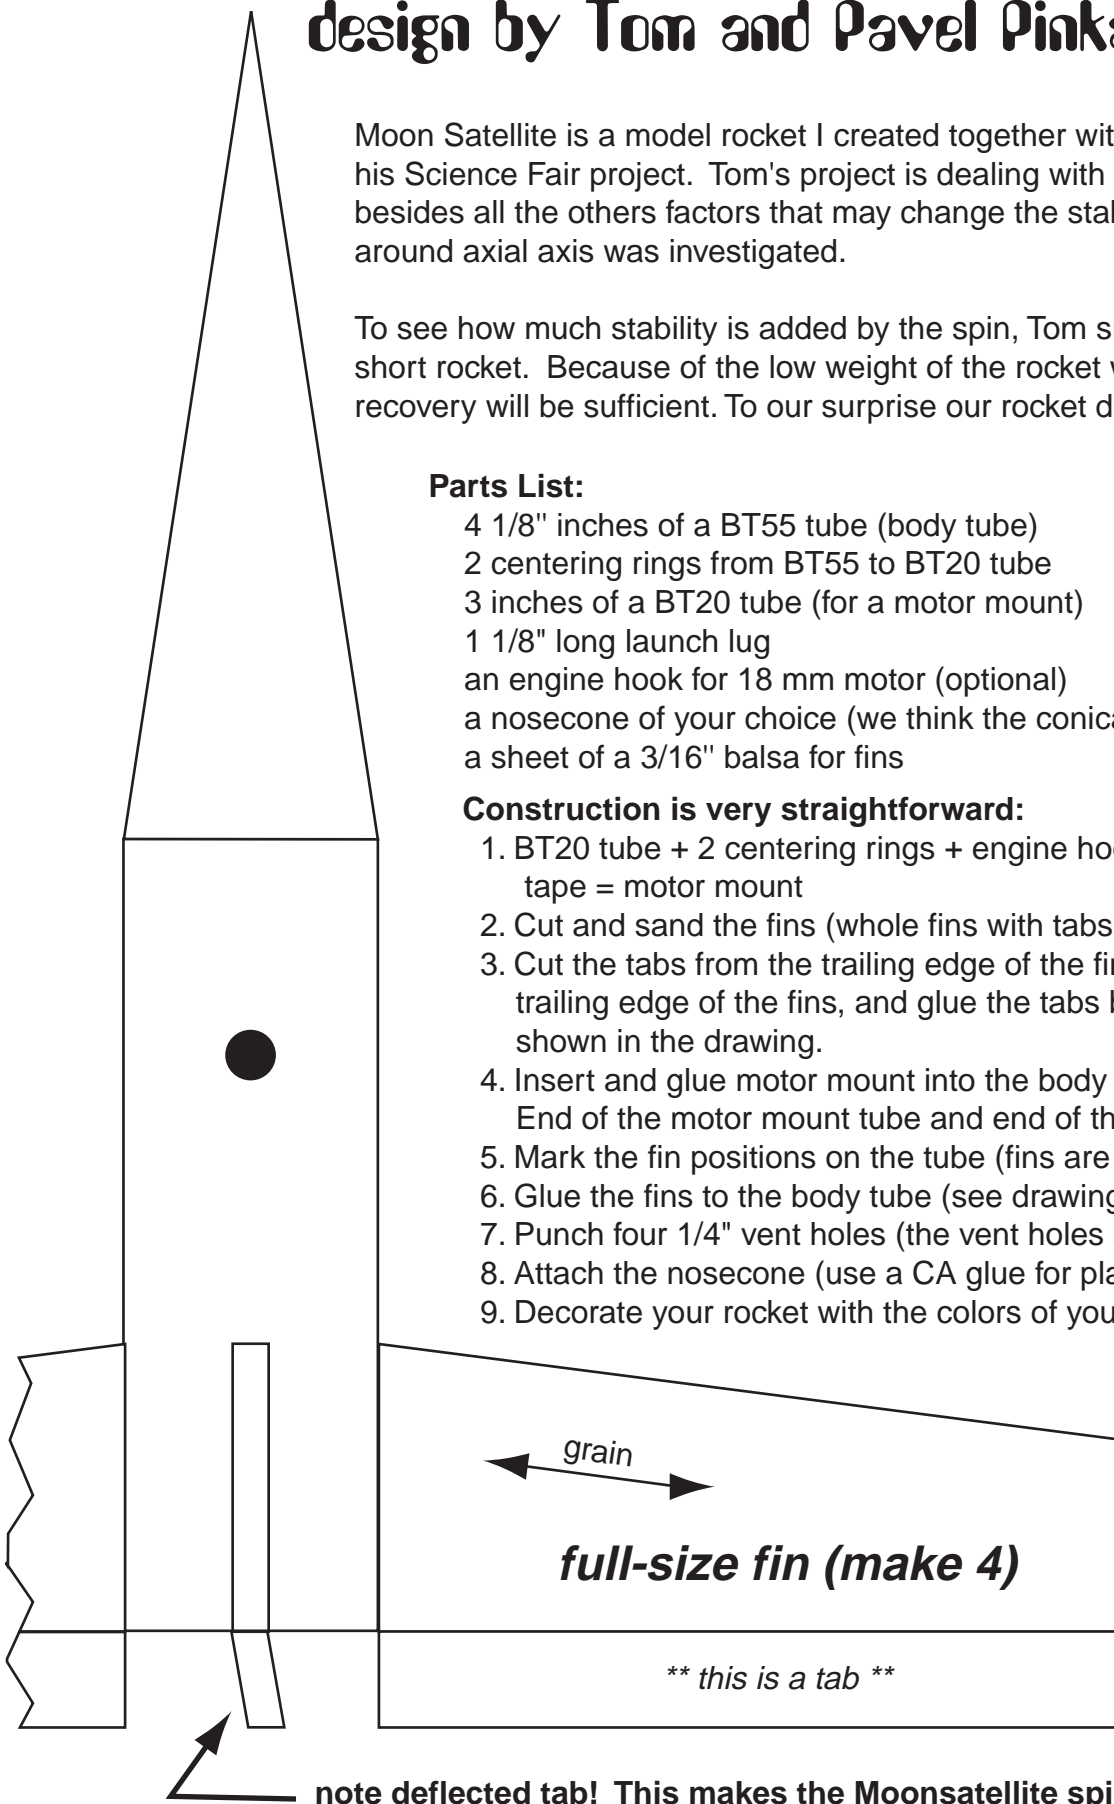 design by Tom and Pavel
Moon Satellite is a model rocket I created together
his Science Fair project.  Tom's project is dealing with
besides all the others factors that may change the
around axial axis was investigated.
To see how much stability is added by the spin, Tom
short rocket.  Because of the low weight of the rocket
recovery will be sufficient. To our surprise our rocket
Parts List:
4 1/8" inches of a BT55 tube (body tube)
2 centering rings from BT55 to BT20 tube
3 inches of a BT20 tube (for a motor mount)
1 1/8" long launch lug
an engine hook for 18 mm motor (optional)
a nosecone of your choice (we think the
a sheet of a 3/16" balsa for fins
Construction is very straightforward:
1. BT20 tube + 2 centering rings + engine
tape = motor mount
2. Cut and sand the fins (whole fins with tabs
3. Cut the tabs from the trailing edge of the
trailing edge of the fins, and glue the tabs
shown in the drawing.
4. Insert and glue motor mount into the body
End of the motor mount tube and end of
5. Mark the fin positions on the tube (fins are
6. Glue the fins to the body tube (see
7. Punch four 1/4" vent holes (the vent holes
8. Attach the nosecone (use a CA glue for
9. Decorate your rocket with the colors of
grain
full-size fin (make 4)
** this is a tab **
note deflected tab!  This makes the Moonsatellite